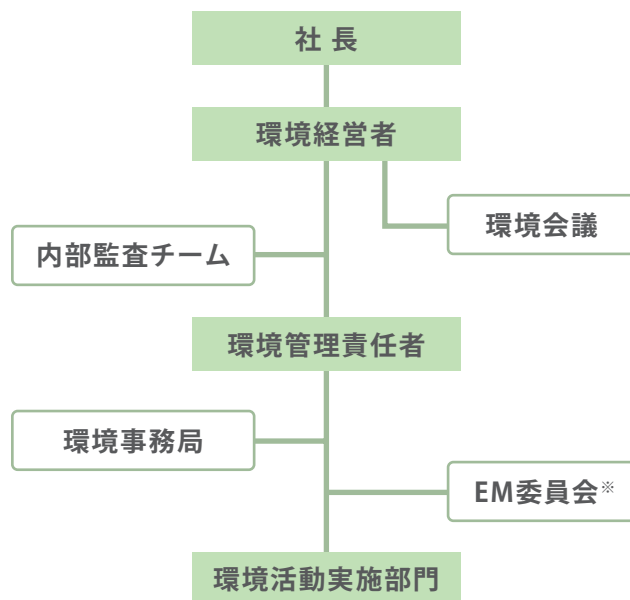 社 長
環境経営者
環境会議
内部監査チーム
環境管理責任者
環境事務局
EM委員会※
環境活動実施部門